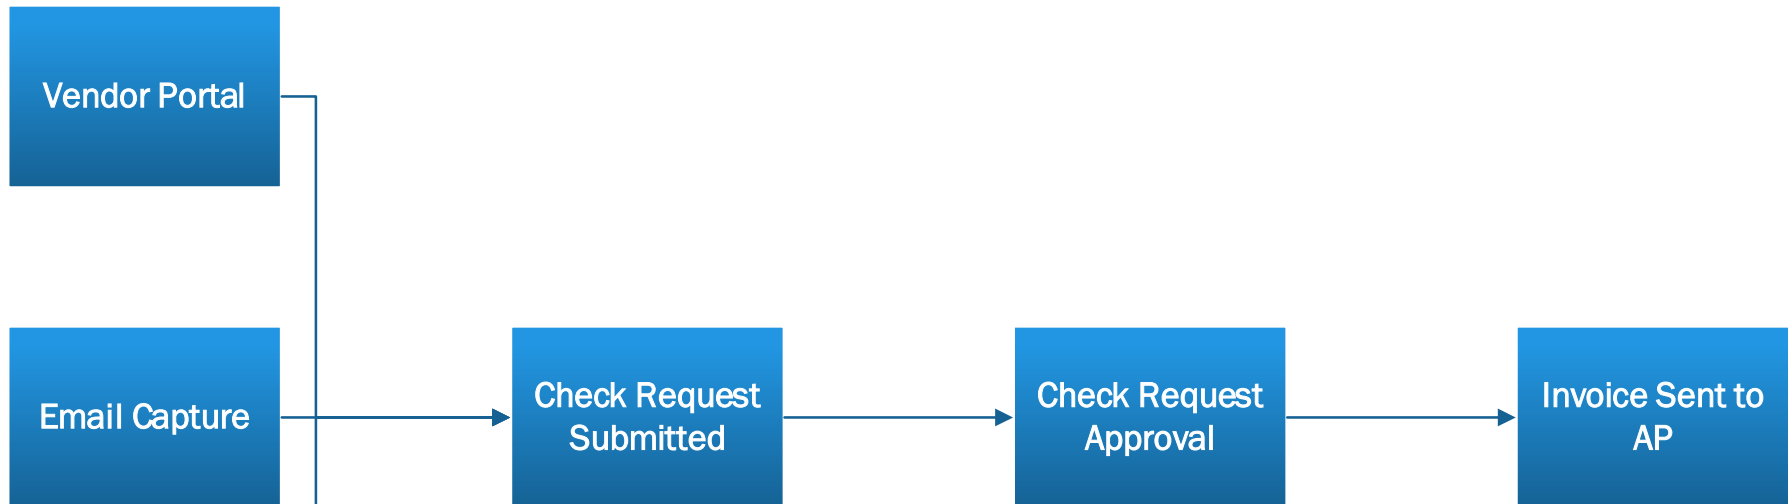 Vendor Portal
Email Capture
Check Request
Submitted
Check Request
Approval
Invoice Sent to
AP